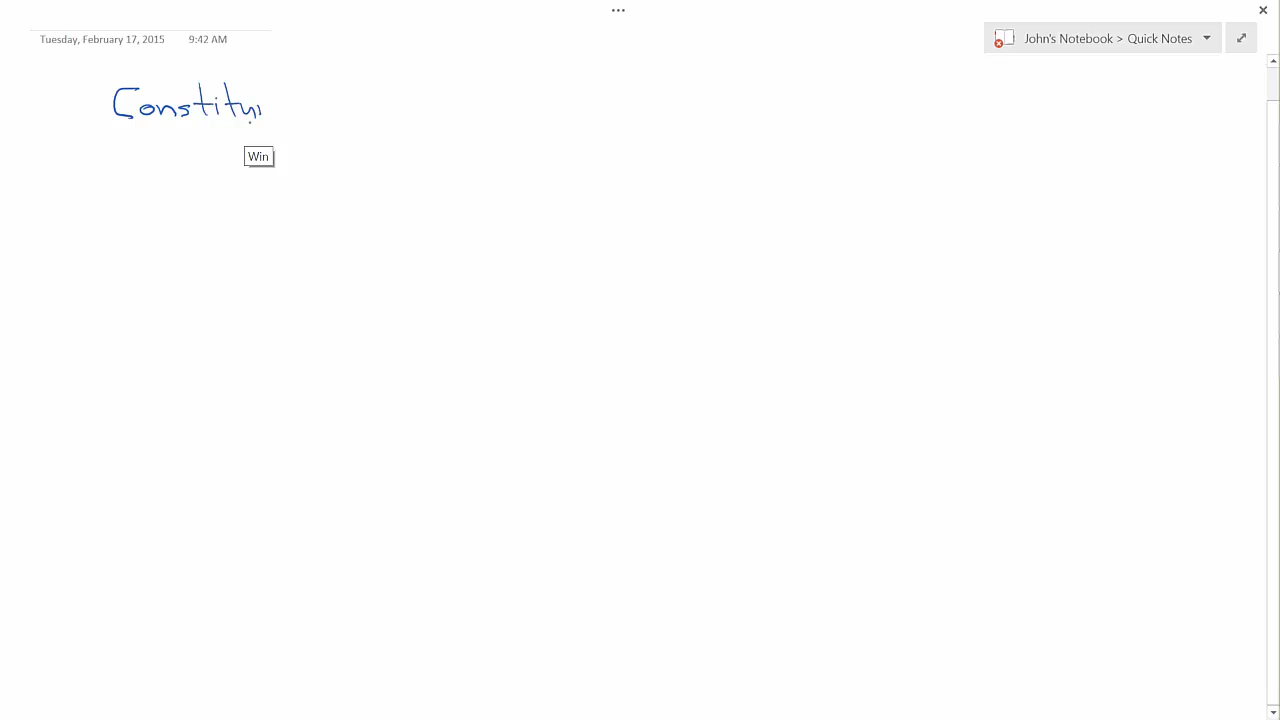 Tuesday, February 17, 2015 9:42 AM
John's Notebook > Quick Notes
Constitu
Win